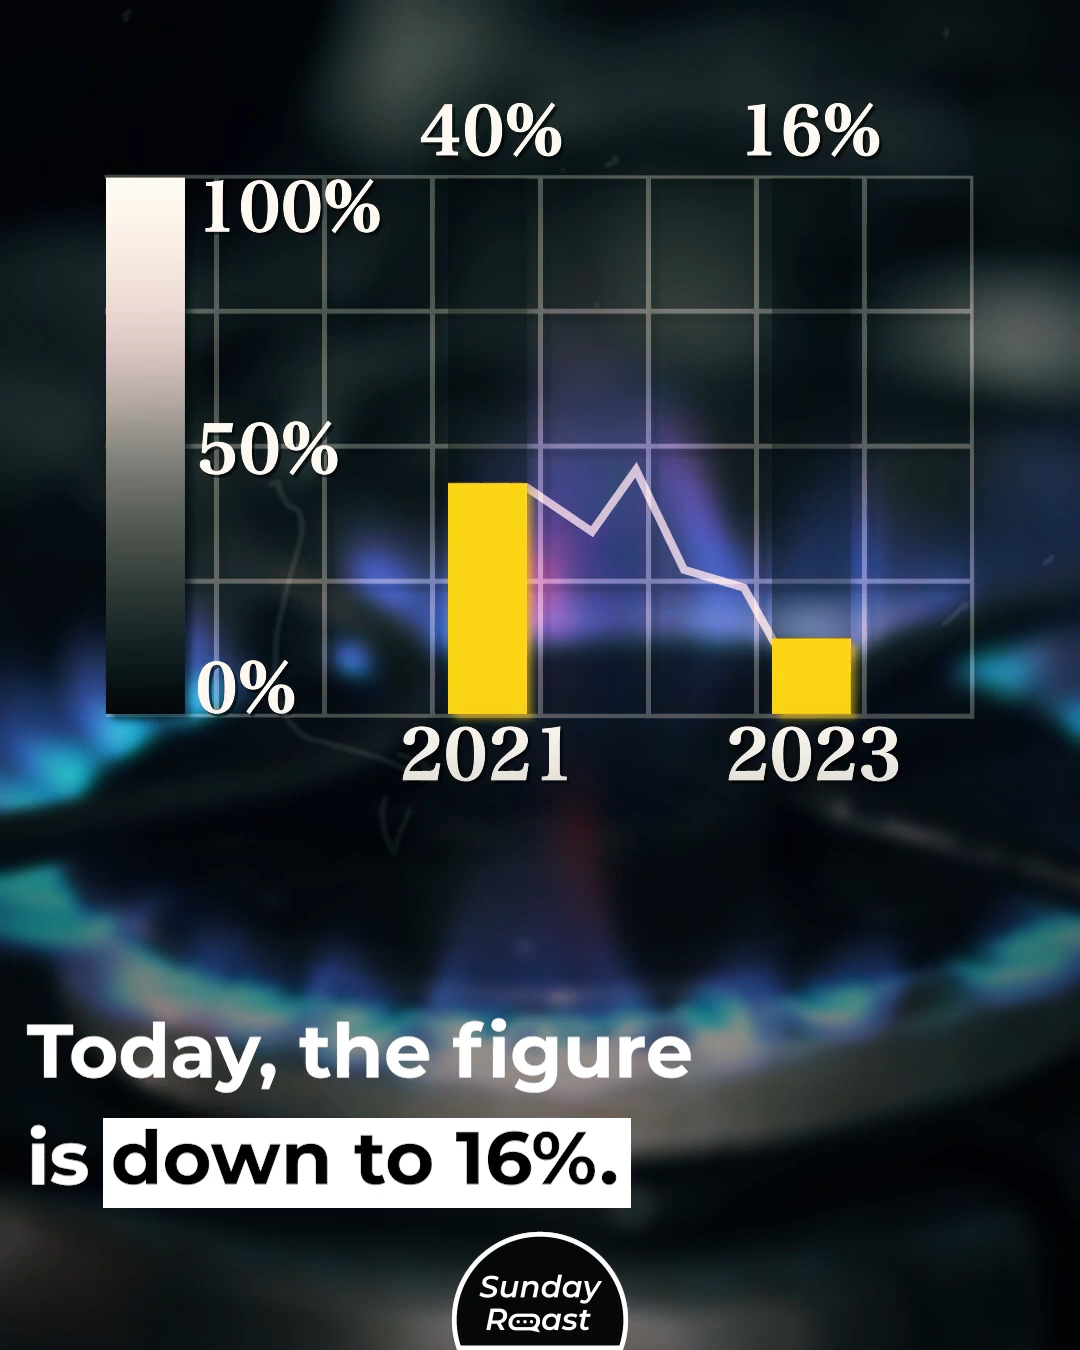 40% 16%
100%
50%
0%
2021 2023
Today, the figure
is down to 16%.
Sunday
Roast